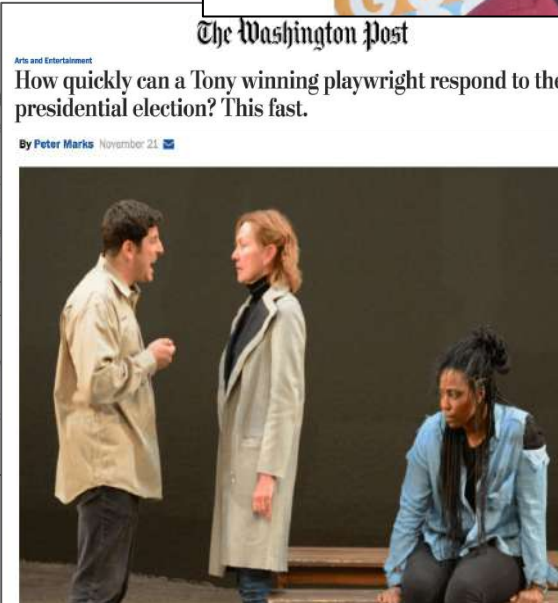 The Washington Post
Arts and Entertainment
How quickly can a Tony winning playwright respond to the
presidential election? This fast.
By Peter Marks November 21